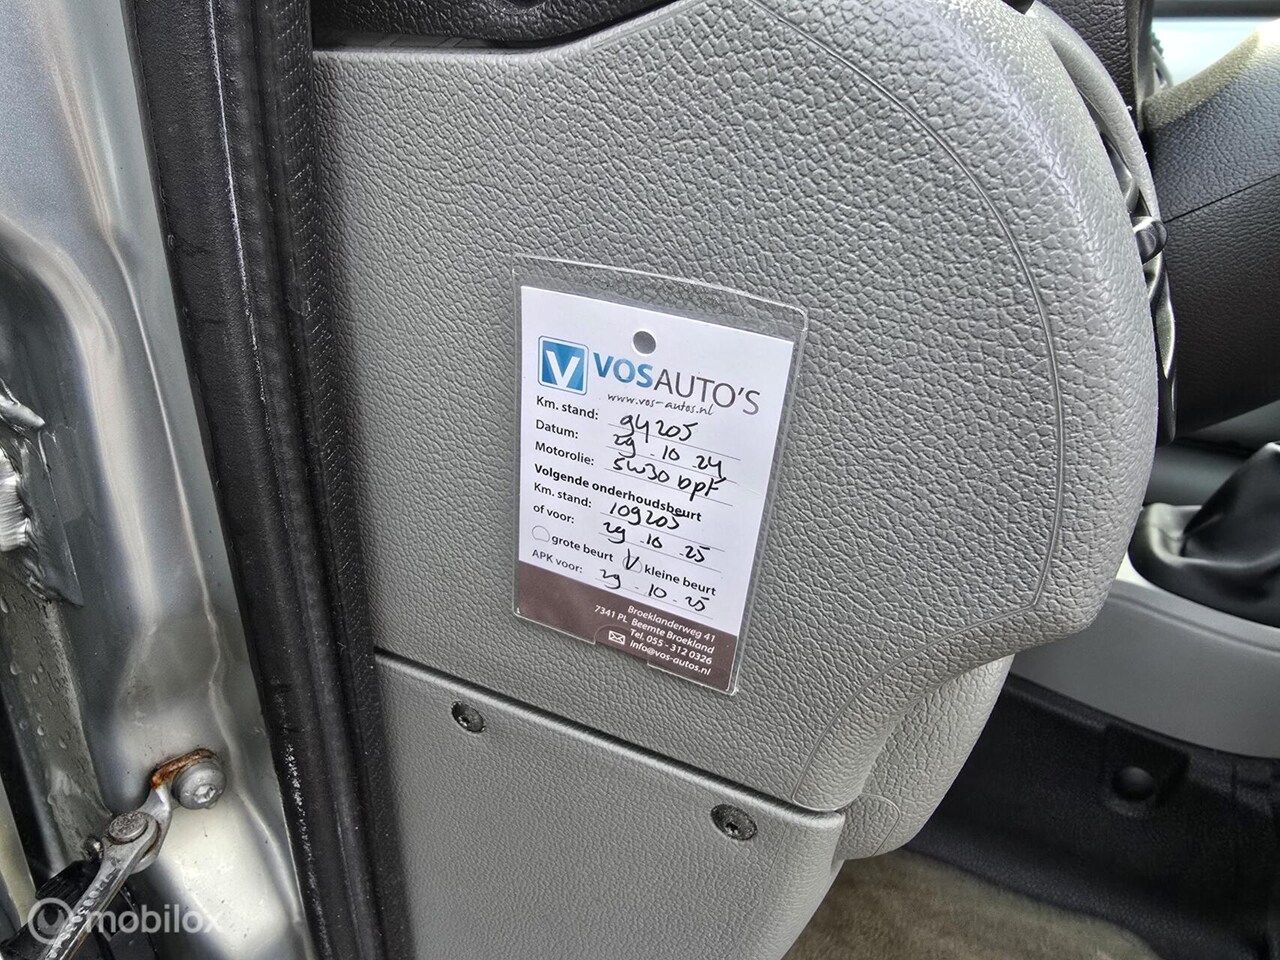 V VOSAUTO'S
www.vos-autos.nl
Km. stand: 94205
Datum: 29-10-24
Motorolie: 5W30 DPF
Volgende onderhoudsbeurt
Km. stand: 109205
of voor: 29-10-25
grote beurt V kleine beurt
APK voor: 29-10-25
Broeklanderweg 41
7341 PL Beemte Broekland
Tel. 055 - 312 0326
info@vos-autos.nl
mobilox